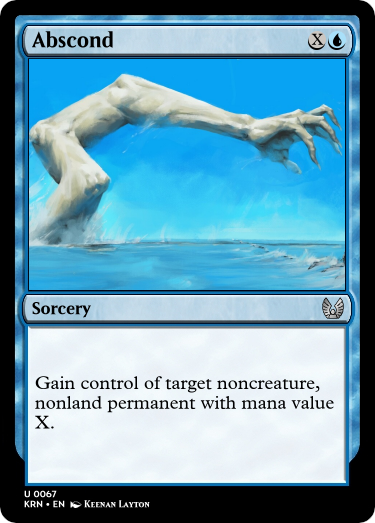 Abscond X
Sorcery
Gain control of target noncreature,
nonland permanent with mana value
X.
U 0067
KRN • EN Keenan Layton